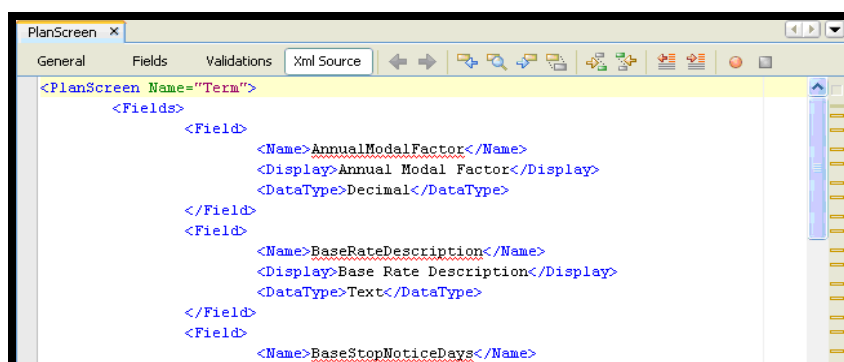 PlanScreen
General Fields Validations Xml Source
<PlanScreen Name="Term">
<Fields>
<Field>
<Name>AnnualModalFactor</Name>
<Display>Annual Modal Factor</Display>
<DataType>Decimal</DataType>
</Field>
<Field>
<Name>BaseRateDescription</Name>
<Display>Base Rate Description</Display>
<DataType>Text</DataType>
</Field>
<Field>
<Name>BaseStopNoticeDays</Name>